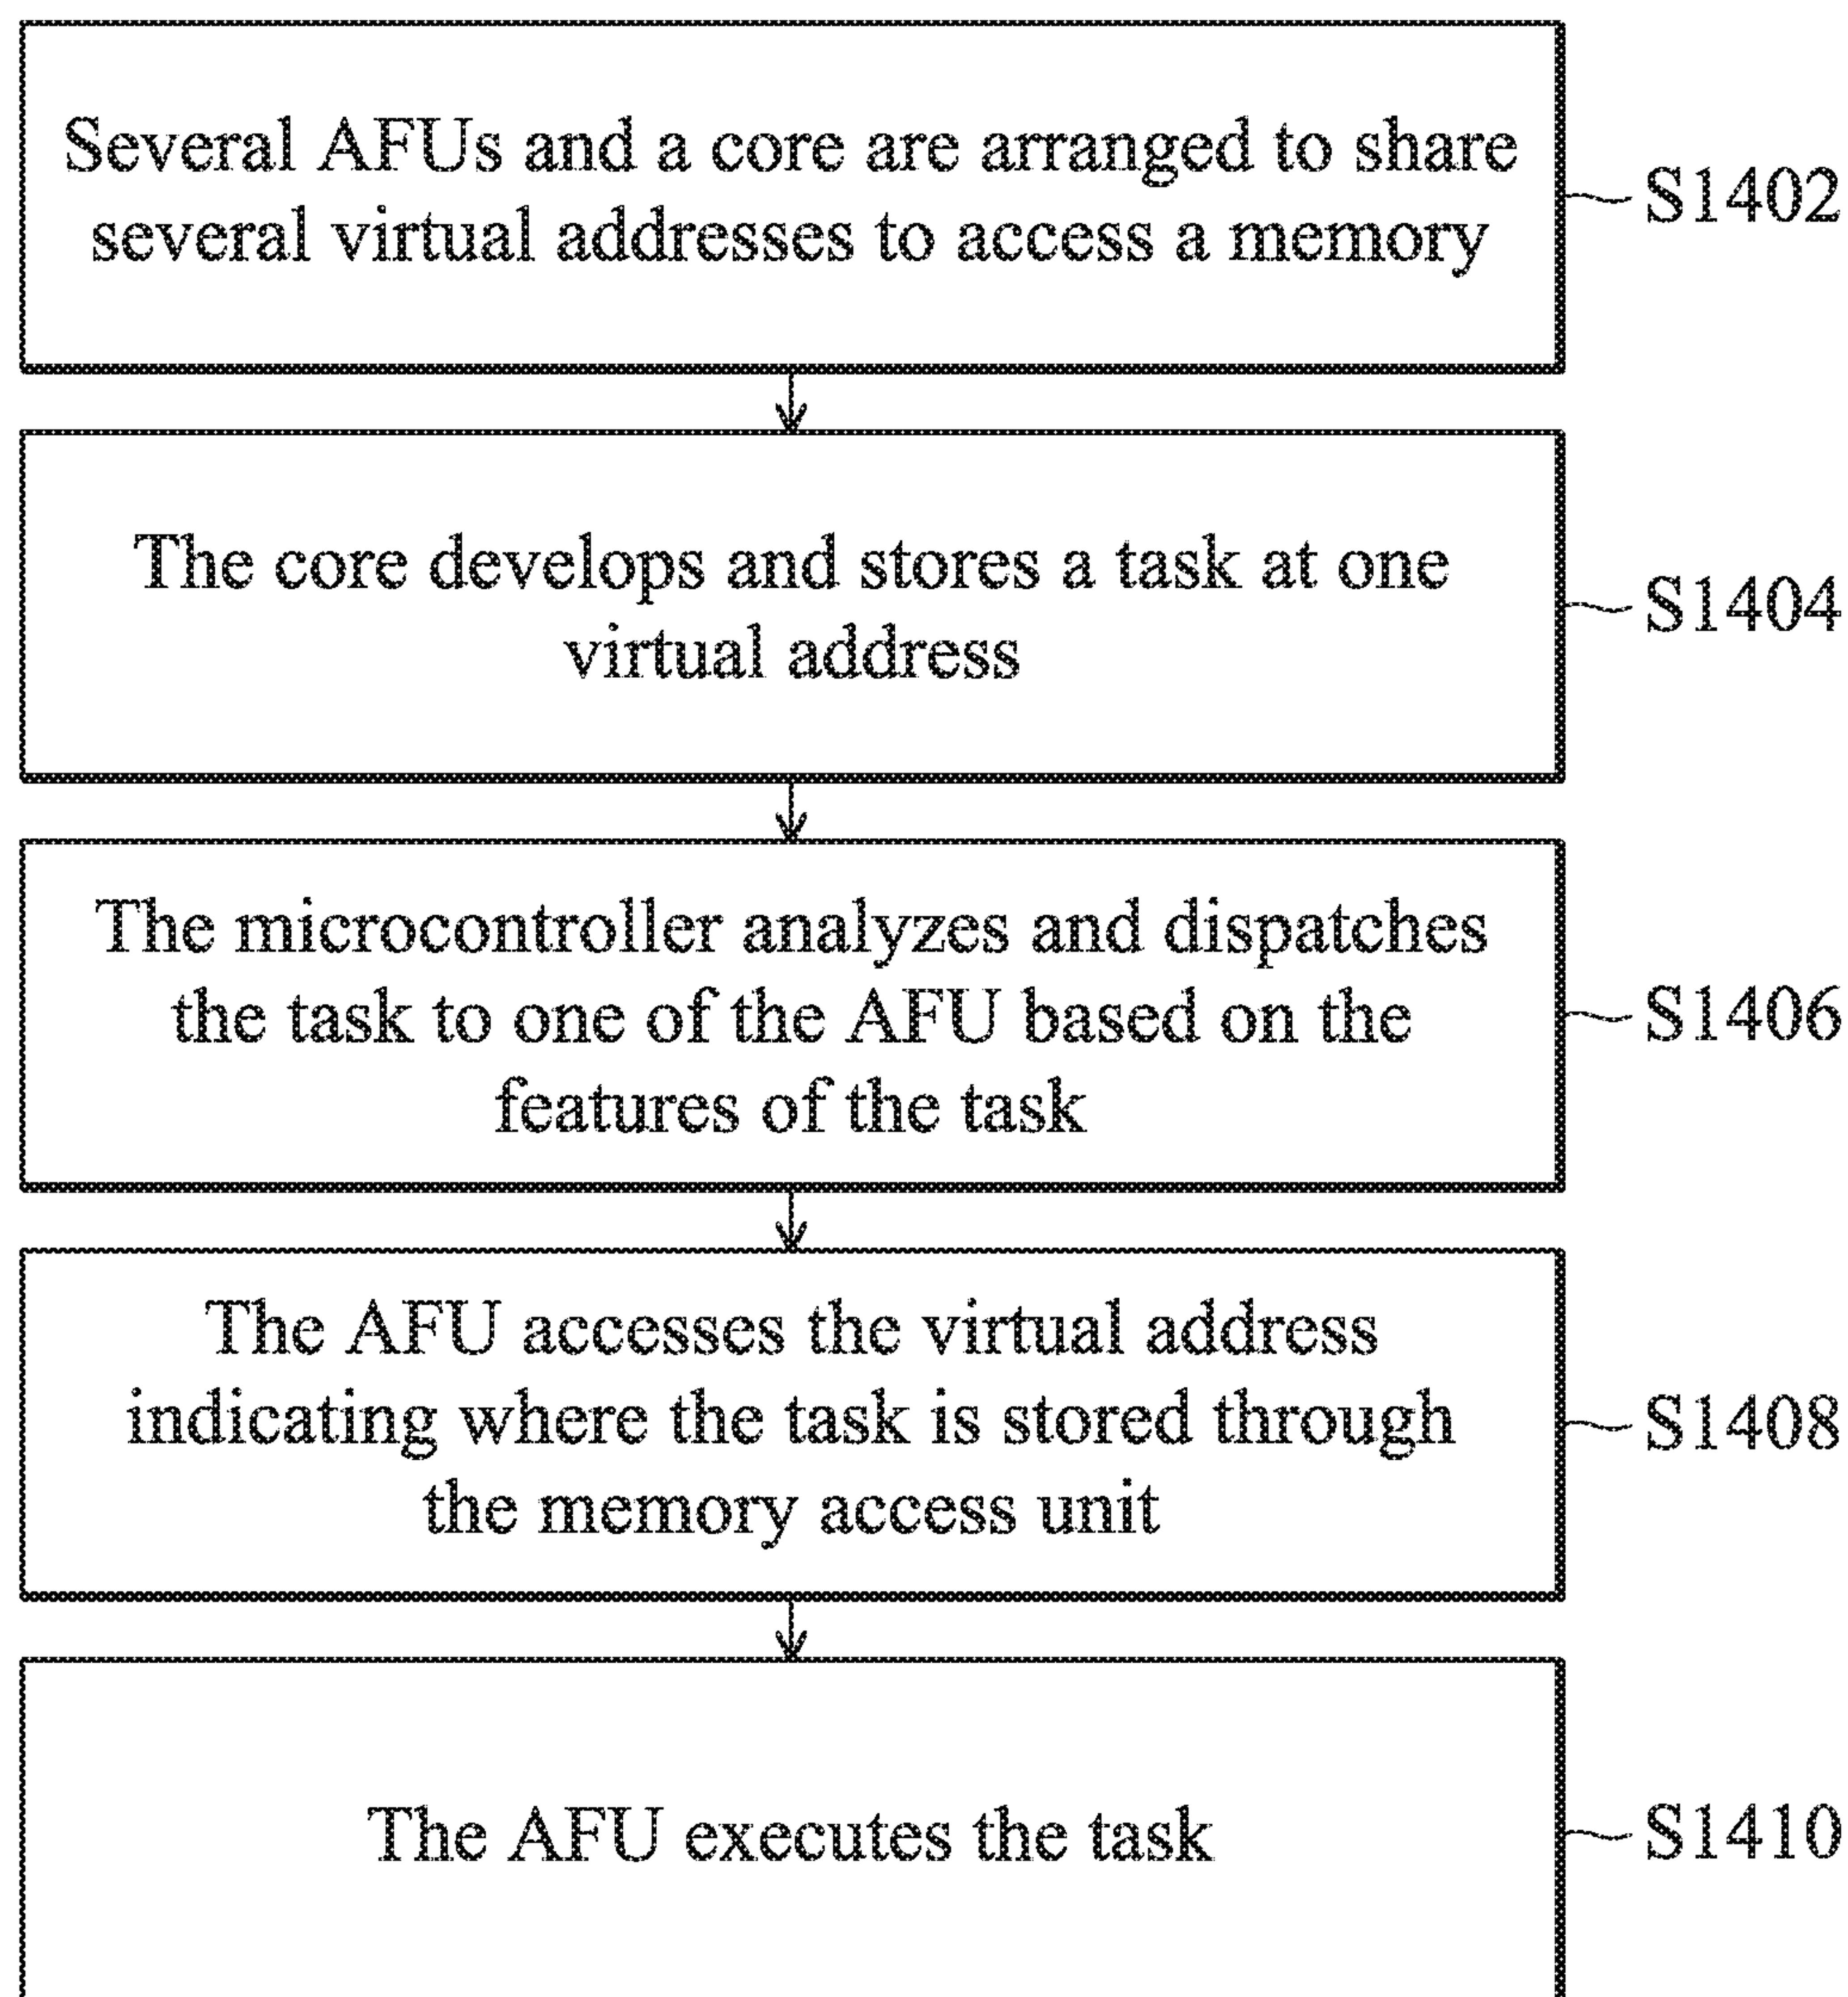 Several AFUs and a core are arranged to share
several virtual addresses to access a memory
S1402
The core develops and stores a task at one
virtual address
S1404
The microcontroller analyzes and dispatches
the task to one of the AFU based on the
features of the task
S1406
The AFU accesses the virtual address
indicating where the task is stored through
the memory access unit
S1408
The AFU executes the task
S1410